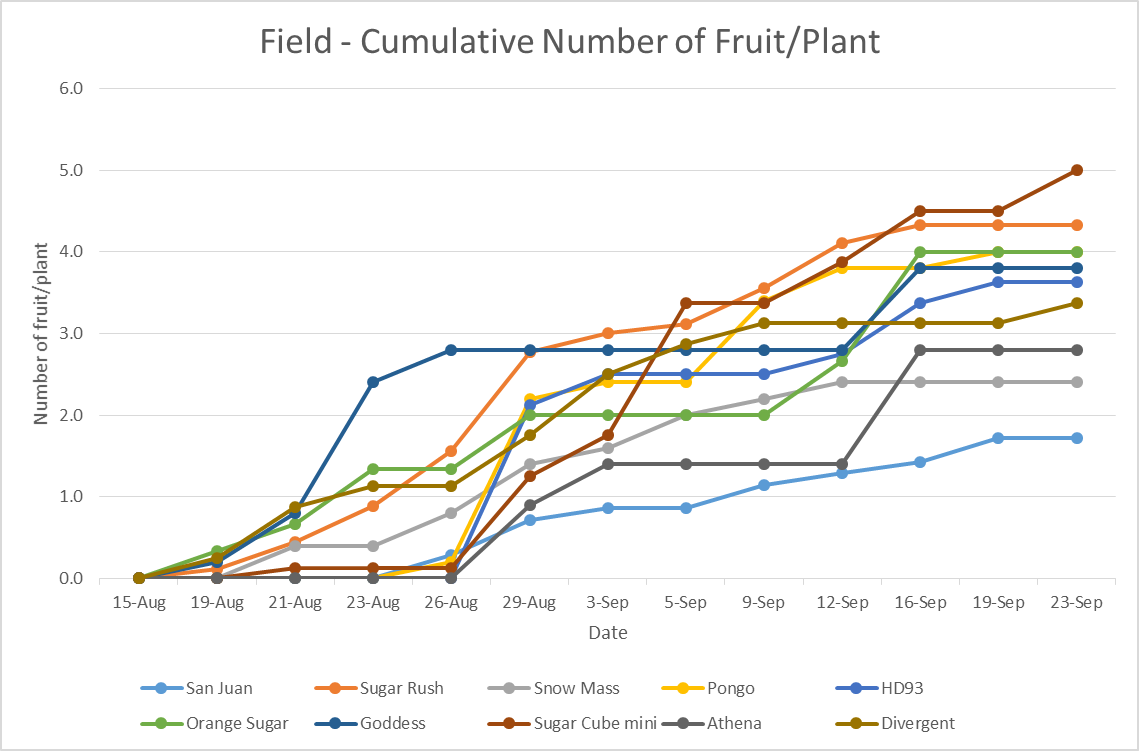 Field - Cumulative Number of Fruit/Plant
6.0
5.0
4.0
3.0
2.0
1.0
0.0
Number of fruit/plant
15-Aug 19-Aug 21-Aug 23-Aug 26-Aug 29-Aug 3-Sep 5-Sep 9-Sep 12-Sep 16-Sep 19-Sep 23-Sep
Date
San Juan Sugar Rush Snow Mass Pongo HD93
Orange Sugar Goddess Sugar Cube mini Athena Divergent